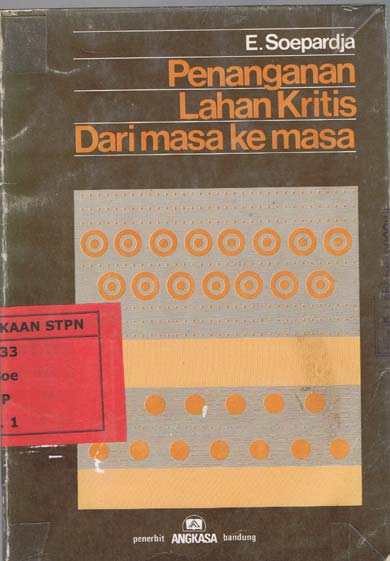 E. Soepardja
Penanganan
Lahan Kritis
Dari masa ke masa
KAAN STPN
33
oe
P
. 1
penerbit ANGKASA bandung